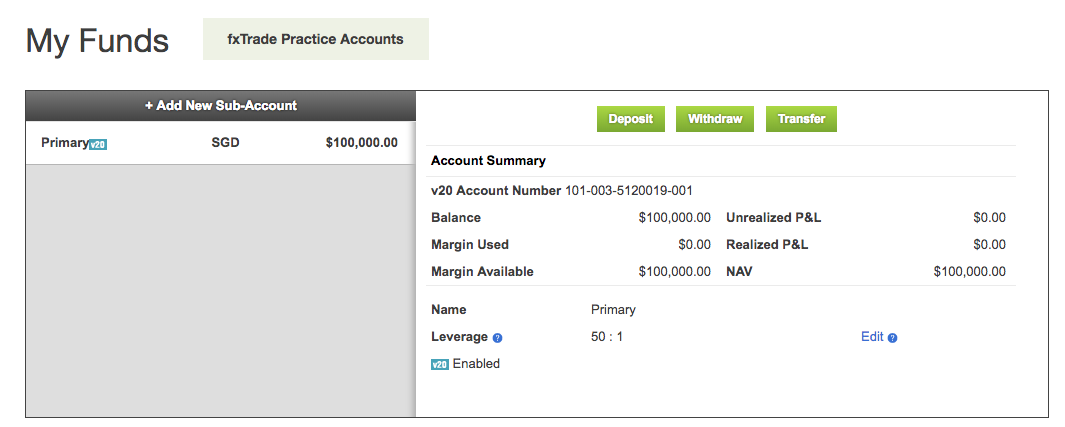 My Funds
fxTrade Practice Accounts
+ Add New Sub-Account
Primary v20 SGD $100,000.00
Deposit Withdraw Transfer
Account Summary
v20 Account Number 101-003-5120019-001
Balance $100,000.00 Unrealized P&L $0.00
Margin Used $0.00 Realized P&L $0.00
Margin Available $100,000.00 NAV $100,000.00
Name Primary
Leverage ? 50 : 1 Edit ?
v20 Enabled